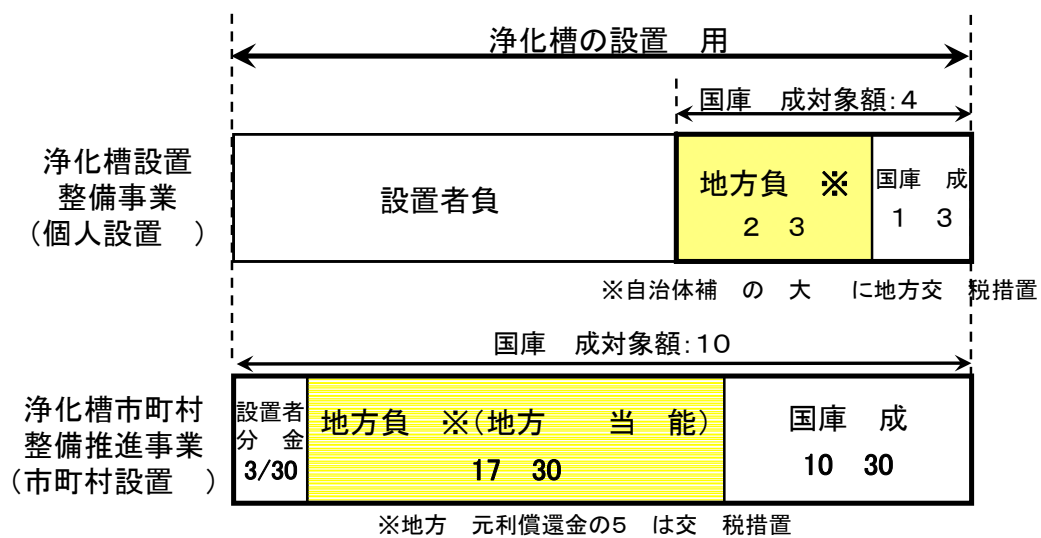 浄化槽の設置 用
国庫 成対象額:4
浄化槽設置
整備事業
(個人設置 )
設置者負
地方負 ※
2 3
国庫 成
1 3
※自治体補 の 大 に地方交 税措置
国庫 成対象額:10
浄化槽市町村
整備推進事業
(市町村設置 )
設置者
分 金
3/30
地方負 ※(地方 当 能)
17 30
国庫 成
10 30
※地方 元利償還金の5 は交 税措置